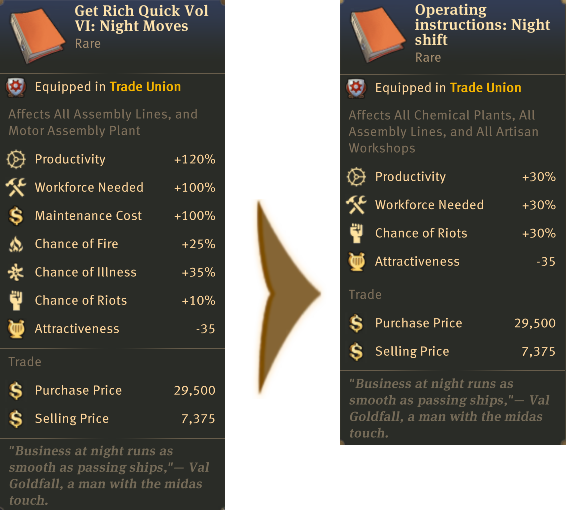 Get Rich Quick Vol
VI: Night Moves
Rare
Equipped in Trade Union
Affects All Assembly Lines, and
Motor Assembly Plant
Productivity +120%
Workforce Needed +100%
Maintenance Cost +100%
Chance of Fire +25%
Chance of Illness +35%
Chance of Riots +10%
Attractiveness -35
Trade
Purchase Price 29,500
Selling Price 7,375
"Business at night runs as
smooth as passing ships,"— Val
Goldfall, a man with the midas
touch.
Operating
instructions: Night
shift
Rare
Equipped in Trade Union
Affects All Chemical Plants, All
Assembly Lines, and All Artisan
Workshops
Productivity +30%
Workforce Needed +30%
Chance of Riots +30%
Attractiveness -35
Trade
Purchase Price 29,500
Selling Price 7,375
"Business at night runs as
smooth as passing ships,"— Val
Goldfall, a man with the midas
touch.